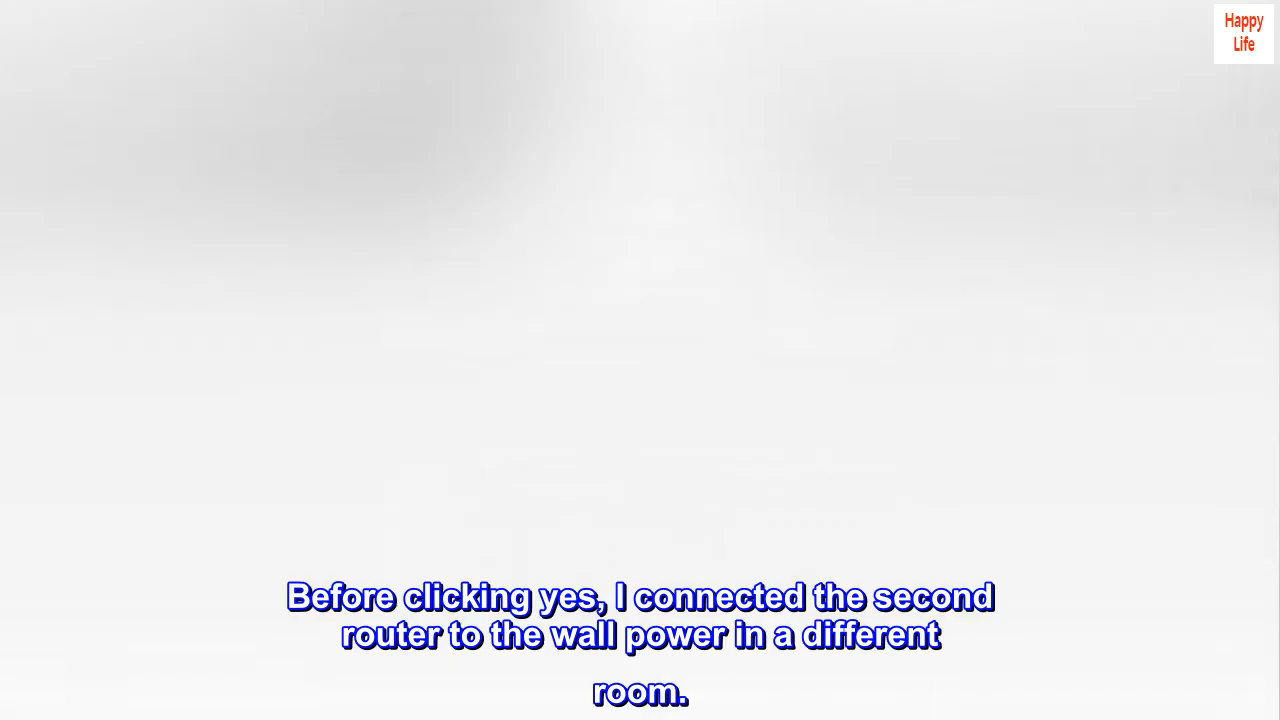 Happy
Life
Before clicking yes, I connected the second
router to the wall power in a different
room.